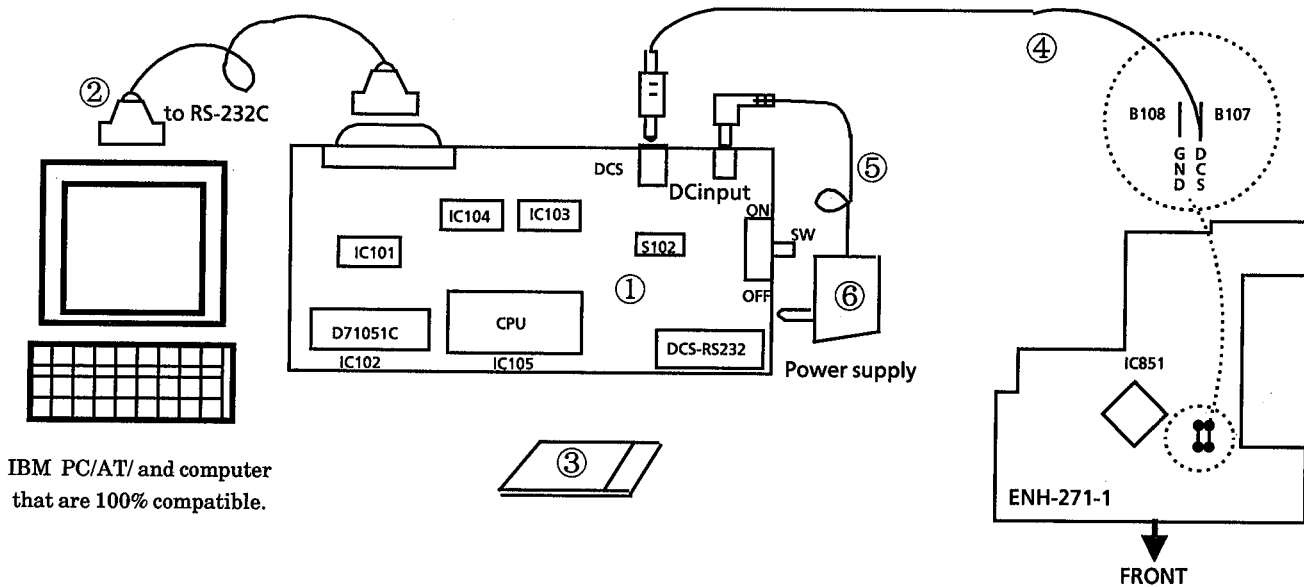 ②
to RS-232C
④
B108
B107
GND
DCS
DCS
DCinput
⑤
IC104
IC103
ON
SW
IC101
S102
①
OFF
⑥
D71051C
CPU
DCS-RS232
IC102
IC105
Power supply
IC851
③
IBM PC/AT/ and computer
that are 100% compatible.
ENH-271-1
FRONT